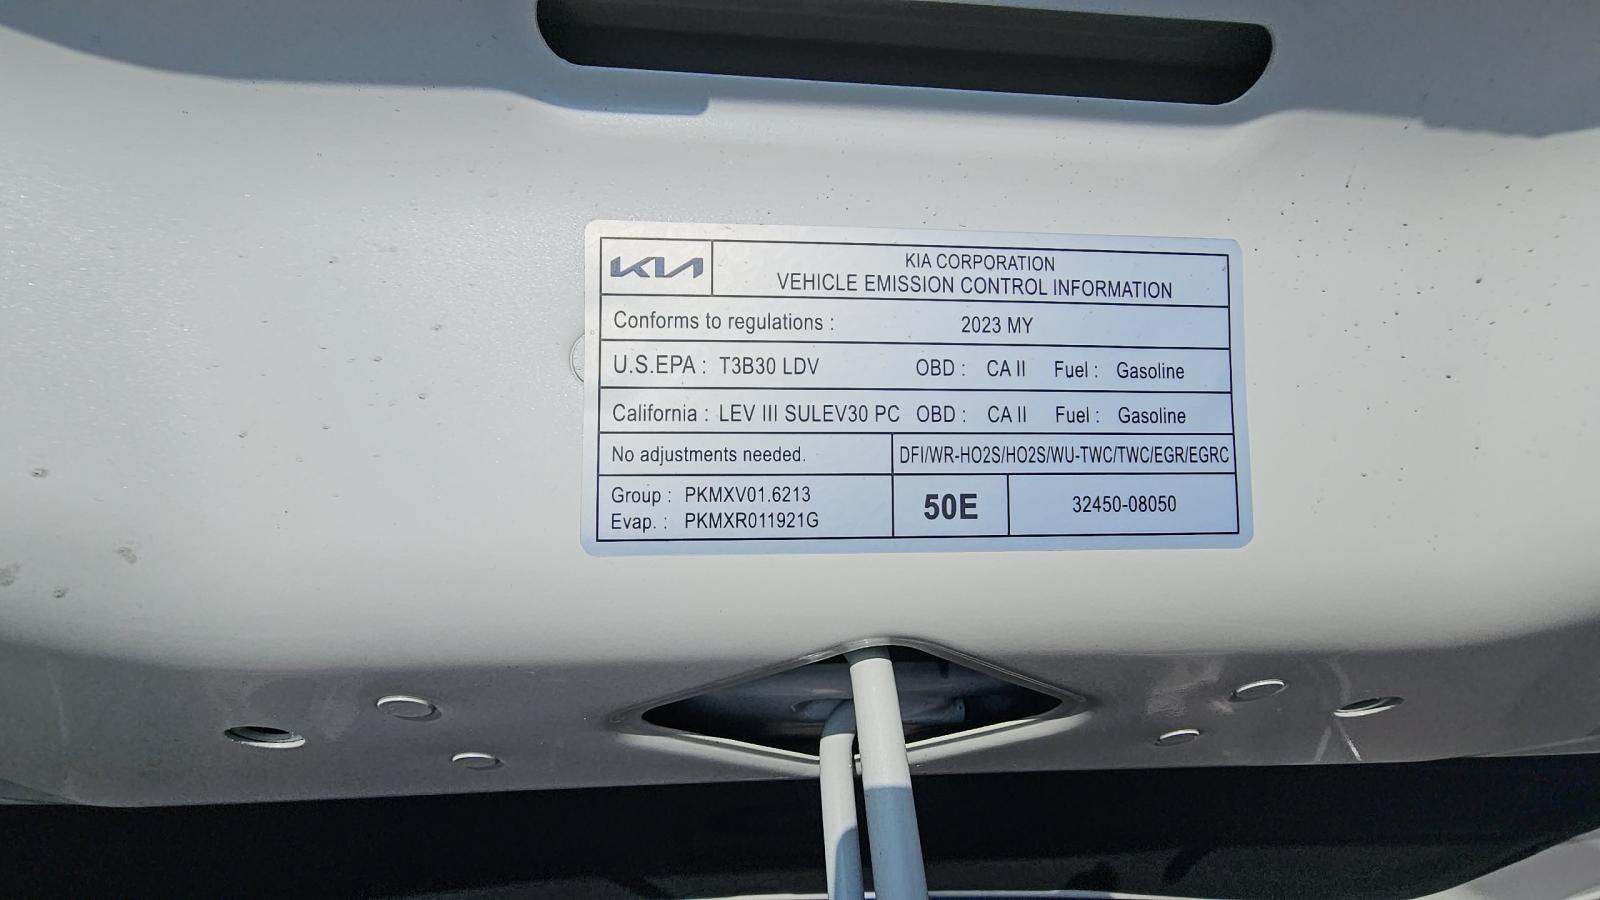 KIA
KIA CORPORATION
VEHICLE EMISSION CONTROL INFORMATION
Conforms to regulations : 2023 MY
U.S.EPA : T3B30 LDV OBD : CA II Fuel : Gasoline
California : LEV III SULEV30 PC OBD : CA II Fuel : Gasoline
No adjustments needed. DFI/WR-HO2S/HO2S/WU-TWC/TWC/EGR/EGRC
Group : PKMXV01.6213
Evap. : PKMXR011921G
50E
32450-08050